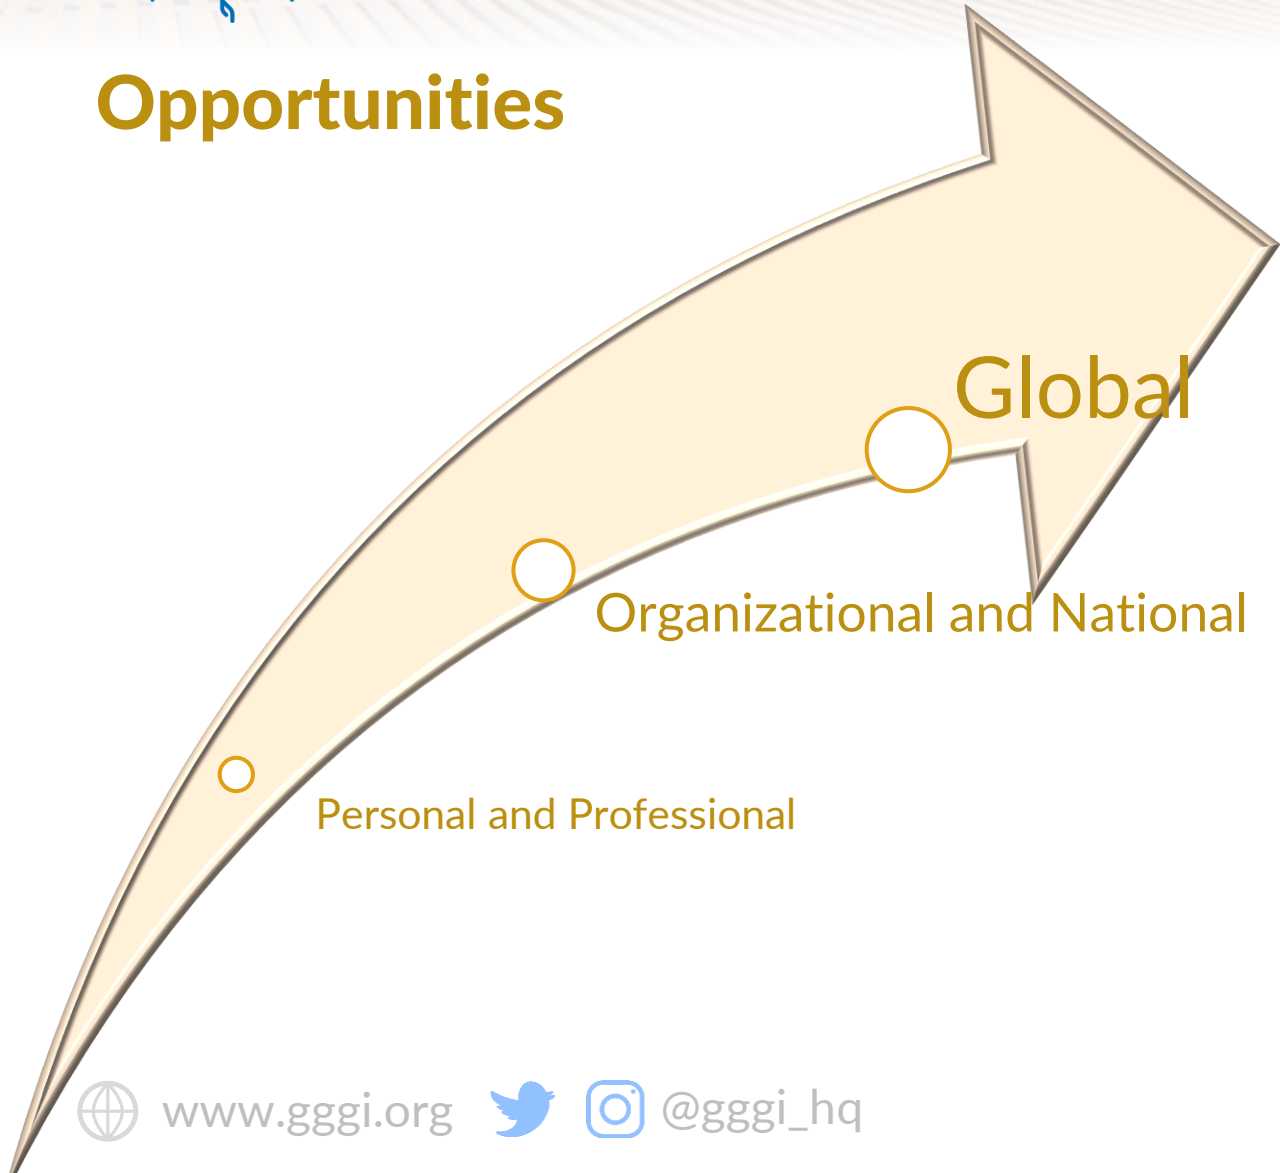 Opportunities
Global
Organizational and National
Personal and Professional
www.gggi.org @gggi_hq